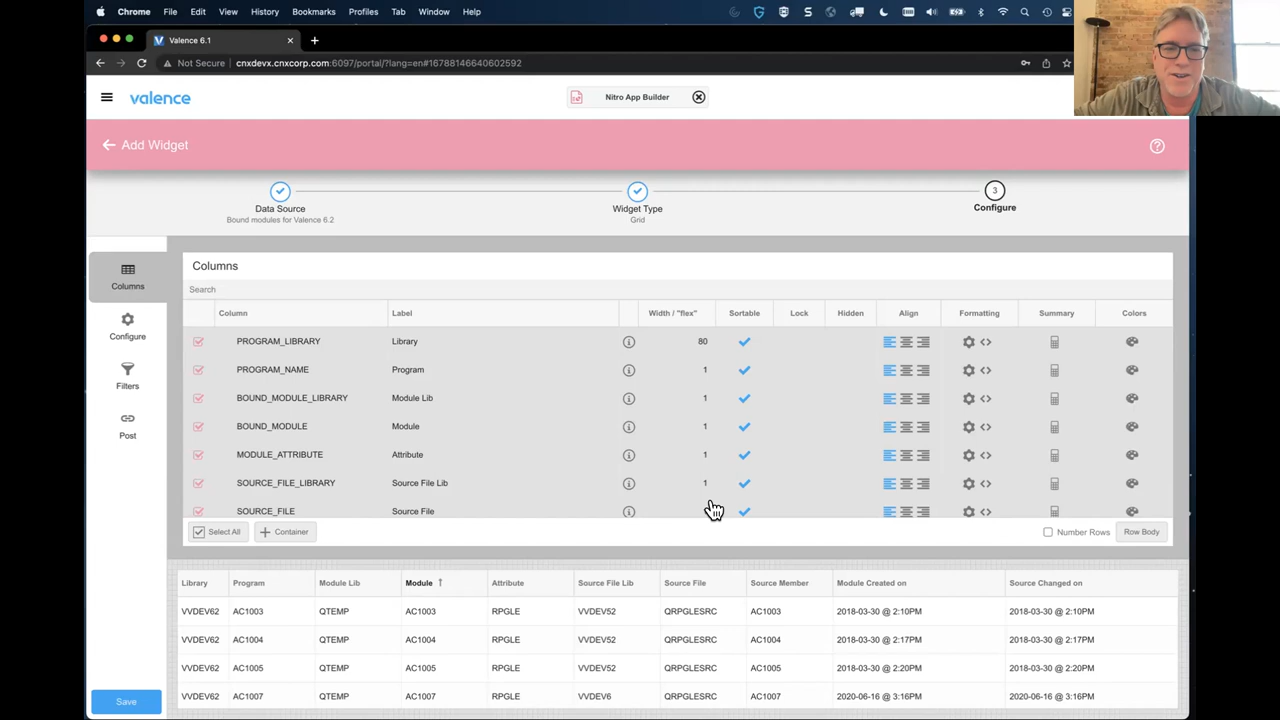 Chrome File Edit View History Bookmarks Profiles Tab Window Help
Valence 6.1
Not Secure cnxdevx.cnxcorp.com:6097/portal/?lang=en#16788146640602592
valence
Nitro App Builder
Add Widget
Data Source
Bound modules for Valence 6.2
Widget Type
Grid
3
Configure
Columns
Configure
Filters
Post
Save
Columns
Search
Column Label Width / "flex" Sortable Lock Hidden Align Formatting Summary Colors
PROGRAM_LIBRARY Library 80
PROGRAM_NAME Program 1
BOUND_MODULE_LIBRARY Module Lib 1
BOUND_MODULE Module 1
MODULE_ATTRIBUTE Attribute 1
SOURCE_FILE_LIBRARY Source File Lib 1
SOURCE_FILE Source File
Select All + Container Number Rows Row Body
Library Program Module Lib Module ↑ Attribute Source File Lib Source File Source Member Module Created on Source Changed on
VVDEV62 AC1003 QTEMP AC1003 RPGLE VVDEV52 QRPGLESRC AC1003 2018-03-30 @ 2:10PM 2018-03-30 @ 2:10PM
VVDEV62 AC1004 QTEMP AC1004 RPGLE VVDEV52 QRPGLESRC AC1004 2018-03-30 @ 2:17PM 2018-03-30 @ 2:17PM
VVDEV62 AC1005 QTEMP AC1005 RPGLE VVDEV52 QRPGLESRC AC1005 2018-03-30 @ 2:20PM 2018-03-30 @ 2:20PM
VVDEV62 AC1007 QTEMP AC1007 RPGLE VVDEV6 QRPGLESRC AC1007 2020-06-16 @ 3:16PM 2020-06-16 @ 3:16PM